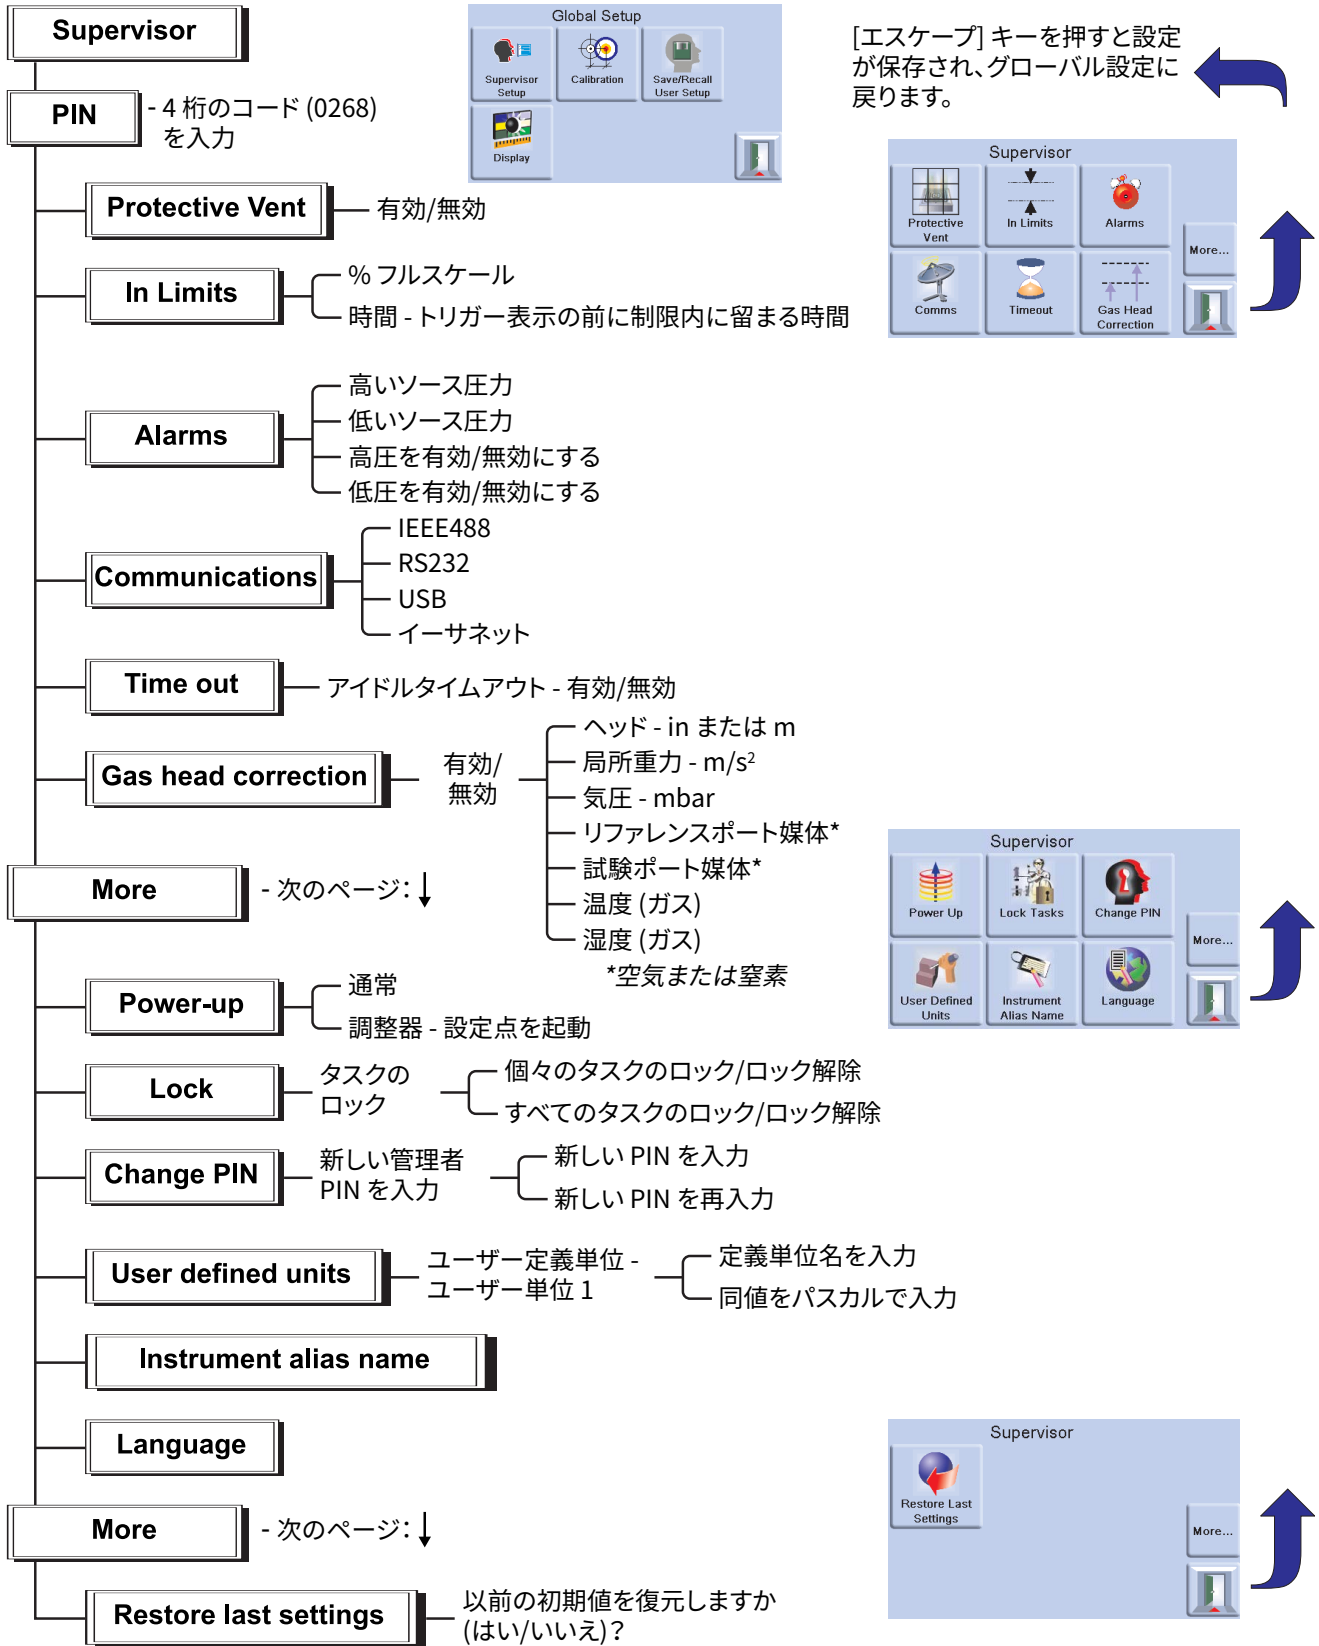 Supervisor
PIN
- 4 桁のコード (0268)
を入力
Global Setup
Supervisor
Setup
Calibration
Save/Recall
User Setup
Display
[エスケープ] キーを押すと設定
が保存され、グローバル設定に
戻ります。
Supervisor
Protective
Vent
In Limits
Alarms
More...
Comms
Timeout
Gas Head
Correction
Protective Vent
有効/無効
In Limits
% フルスケール
時間 - トリガー表示の前に制限内に留まる時間
Alarms
高いソース圧力
低いソース圧力
高圧を有効/無効にする
低圧を有効/無効にする
Communications
IEEE488
RS232
USB
イーサネット
Time out
アイドルタイムアウト - 有効/無効
Gas head correction
有効/
無効
ヘッド - in または m
局所重力 - m/s²
気圧 - mbar
リファレンスポート媒体*
試験ポート媒体*
温度 (ガス)
湿度 (ガス)
*空気または窒素
More
- 次のページ：↓
Supervisor
Power Up
Lock Tasks
Change PIN
More...
User Defined
Units
Instrument
Alias Name
Language
Power-up
通常
調整器 - 設定点を起動
Lock
タスクの
ロック
個々のタスクのロック/ロック解除
すべてのタスクのロック/ロック解除
Change PIN
新しい管理者
PIN を入力
新しい PIN を入力
新しい PIN を再入力
User defined units
ユーザー定義単位 -
ユーザー単位 1
定義単位名を入力
同値をパスカルで入力
Instrument alias name
Language
Supervisor
Restore Last
Settings
More...
More
- 次のページ：↓
Restore last settings
以前の初期値を復元しますか
(はい/いいえ)？